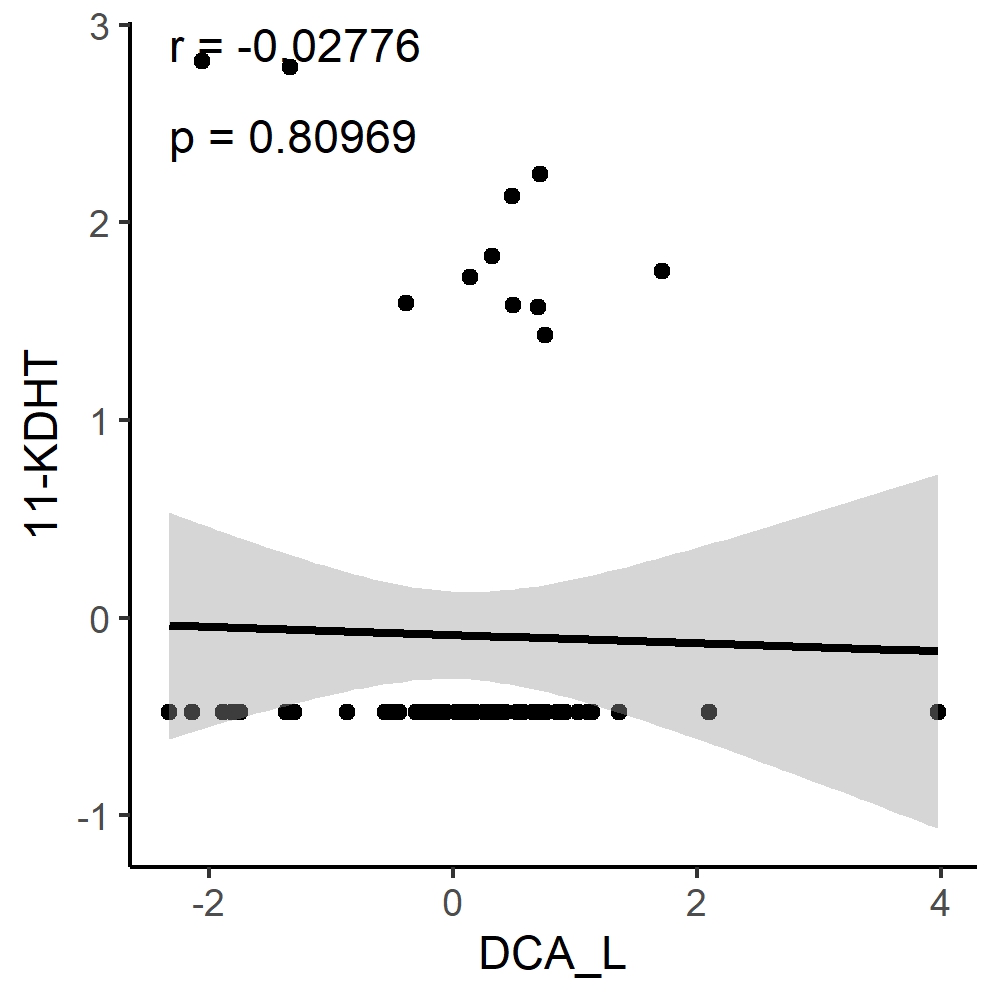 r = -0.02776
p = 0.80969
3
2
1
0
-1
11-KDHT
-2 0 2 4
DCA_L